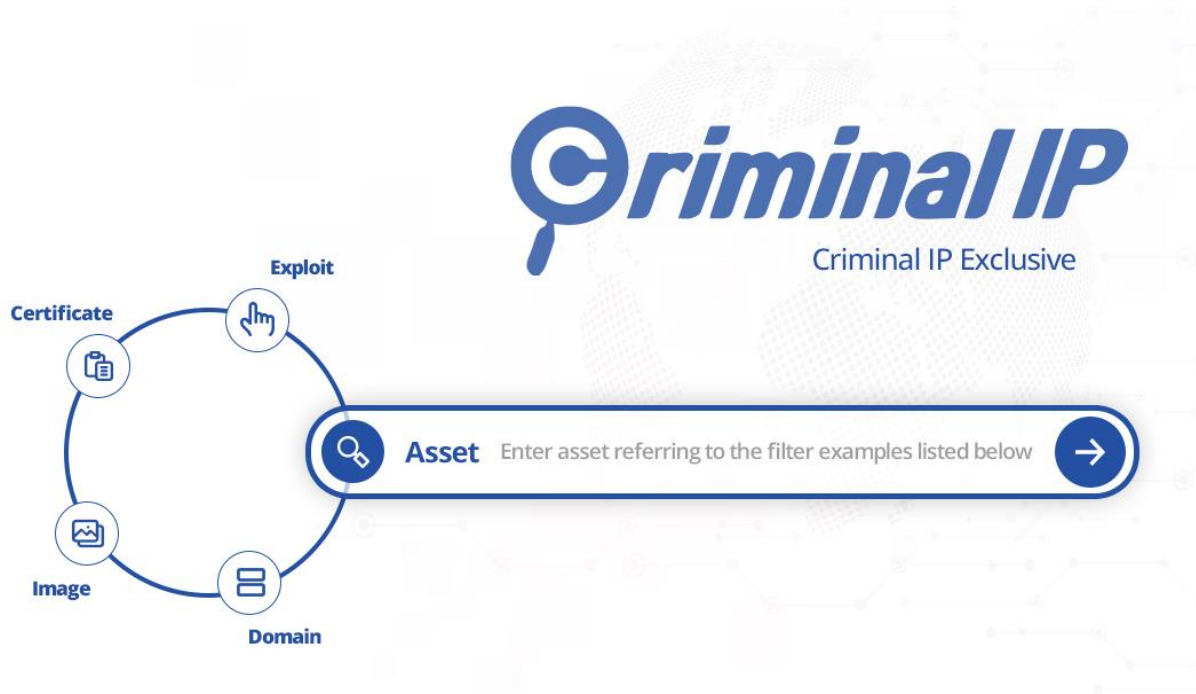 Criminal IP
Criminal IP Exclusive
Exploit
Certificate
Asset Enter asset referring to the filter examples listed below
Image
Domain